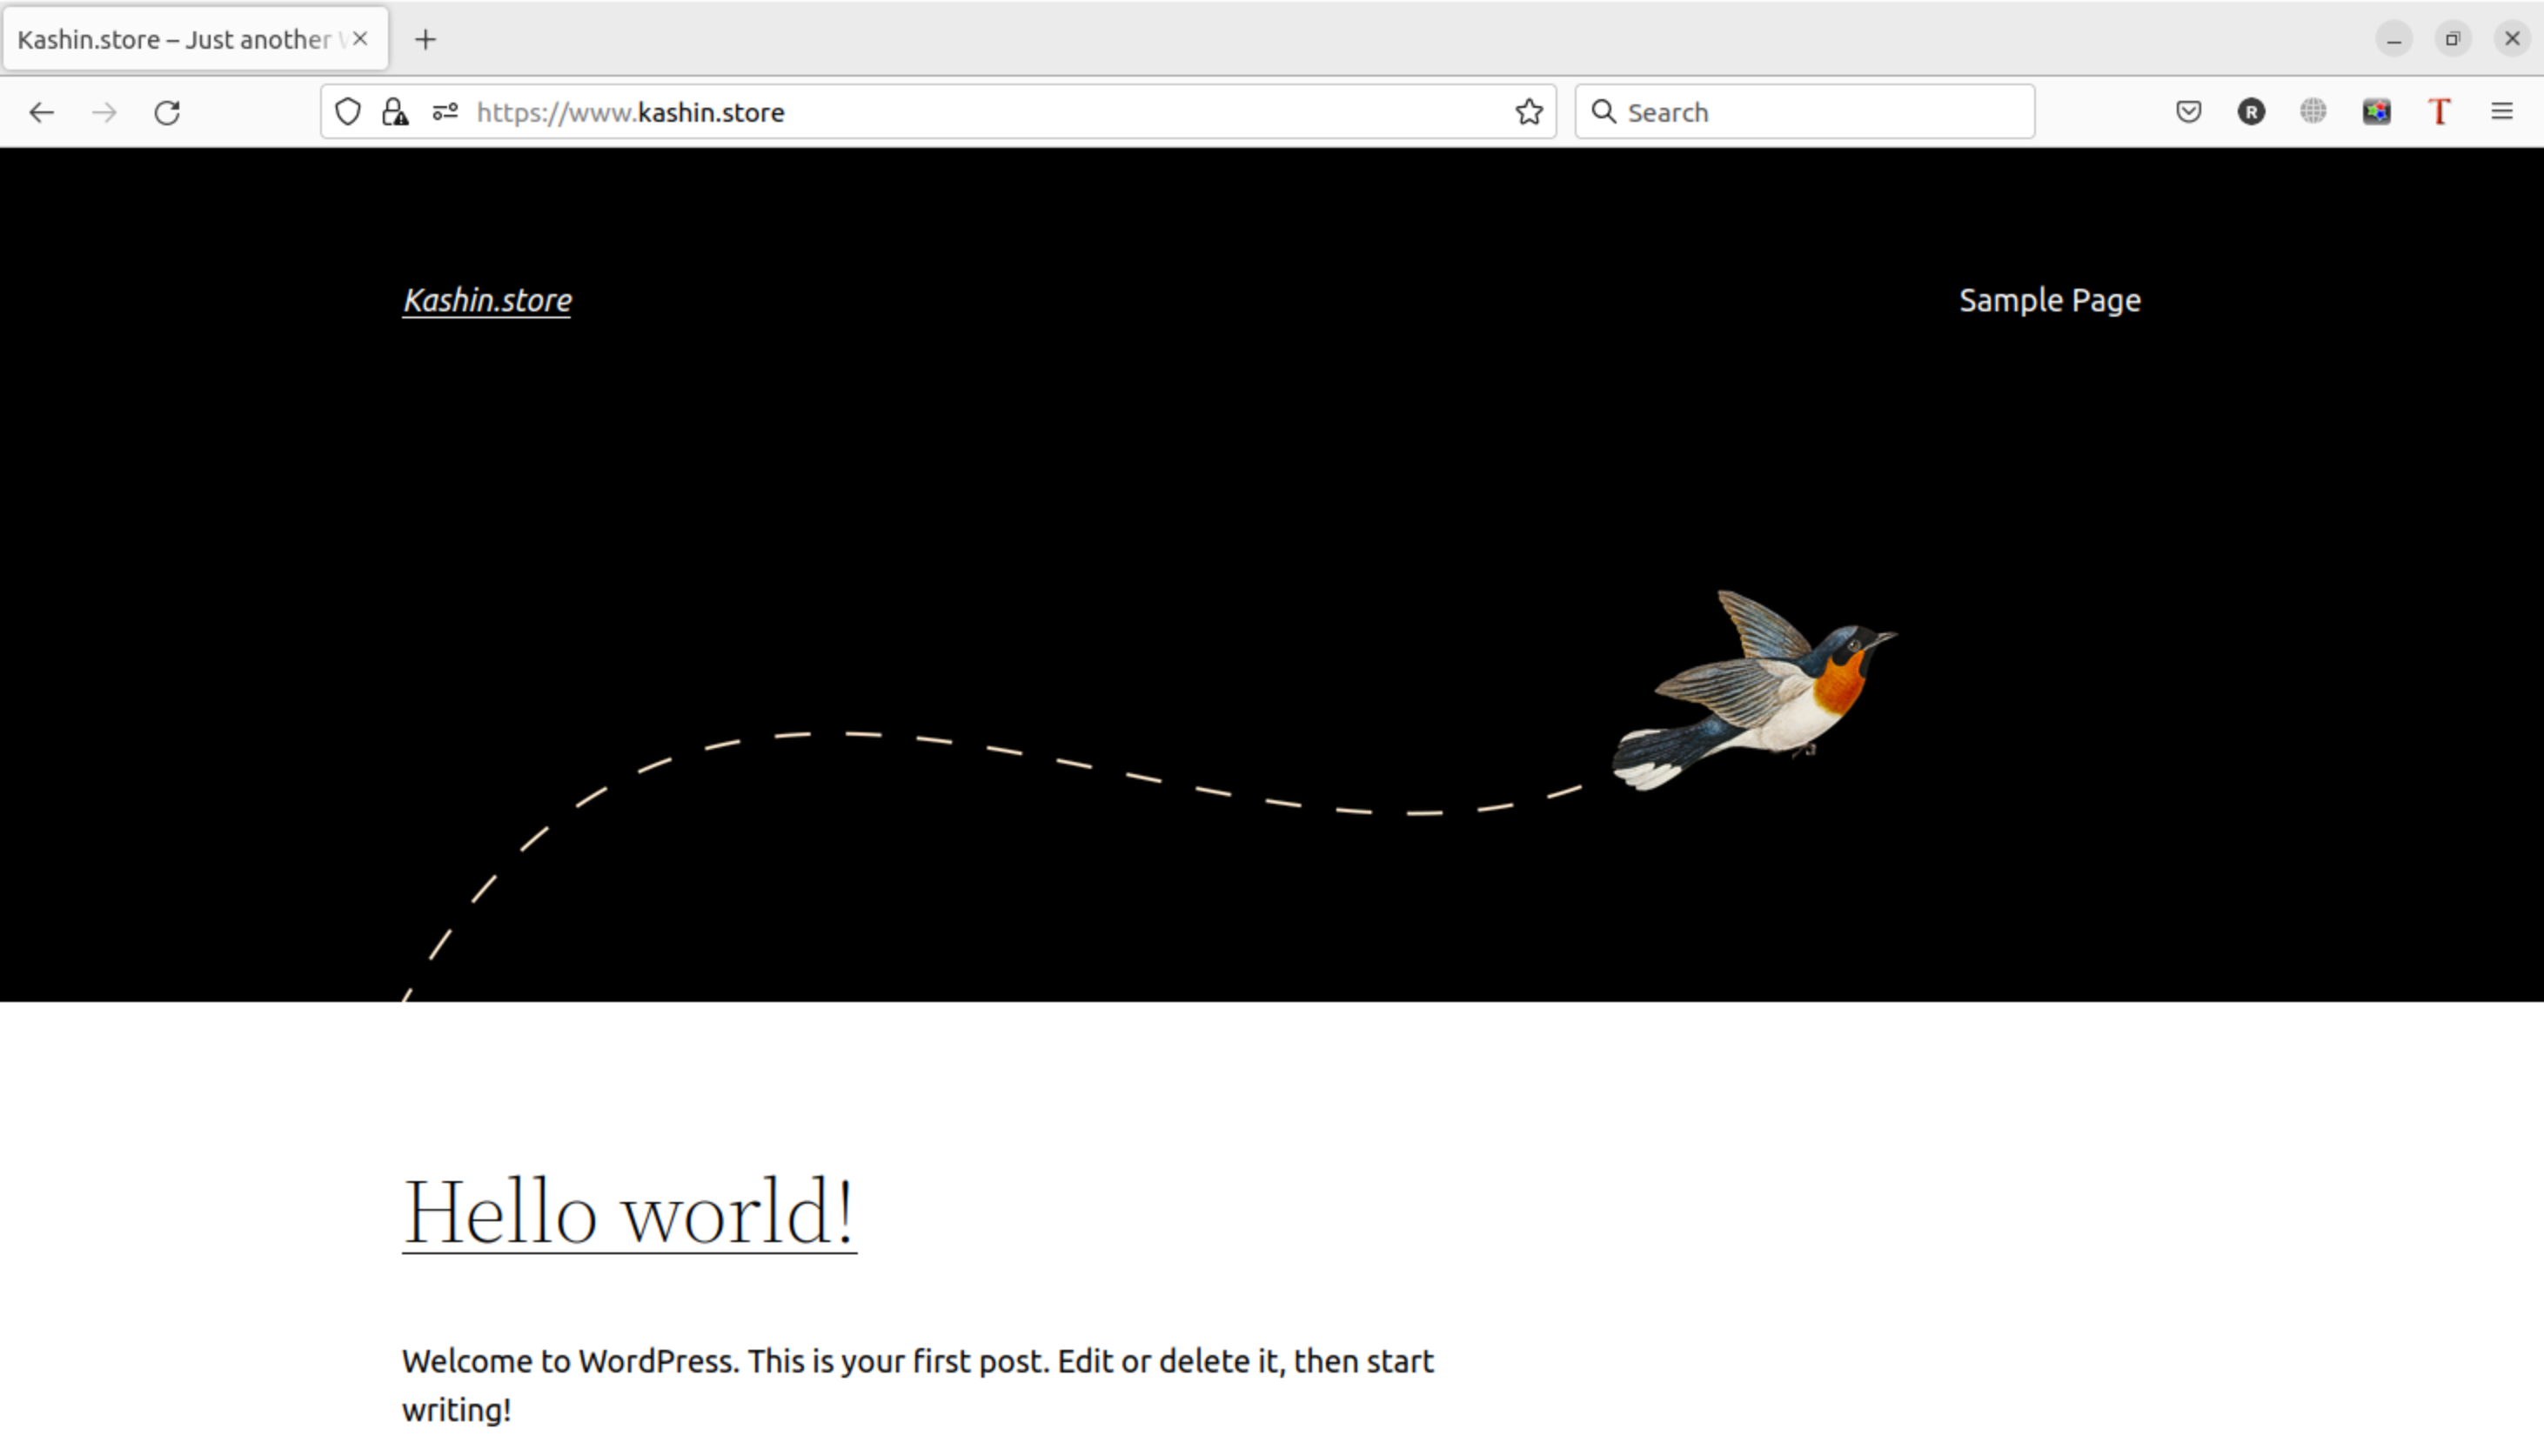 Kashin.store – Just another
https://www.kashin.store
Search
R
T
Kashin.store
Sample Page
Hello world!
Welcome to WordPress. This is your first post. Edit or delete it, then start
writing!